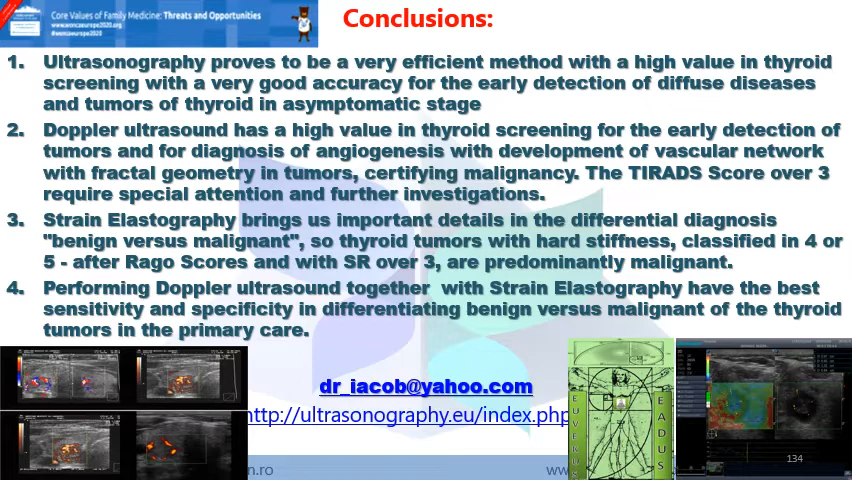 Core Values of Family Medicine: Threats and Opportunities
www.woncaeurope2020.org
#woncaeurope2020
Conclusions:
1. Ultrasonography proves to be a very efficient method with a high value in thyroid
screening with a very good accuracy for the early detection of diffuse diseases
and tumors of thyroid in asymptomatic stage
2. Doppler ultrasound has a high value in thyroid screening for the early detection of
tumors and for diagnosis of angiogenesis with development of vascular network
with fractal geometry in tumors, certifying malignancy. The TIRADS Score over 3
require special attention and further investigations.
3. Strain Elastography brings us important details in the differential diagnosis
"benign versus malignant", so thyroid tumors with hard stiffness, classified in 4 or
5 - after Rago Scores and with SR over 3, are predominantly malignant.
4. Performing Doppler ultrasound together with Strain Elastography have the best
sensitivity and specificity in differentiating benign versus malignant of the thyroid
tumors in the primary care.
dr_iacob@yahoo.com
http://ultrasonography.eu/index.php
EADUS
134
n.ro
ww